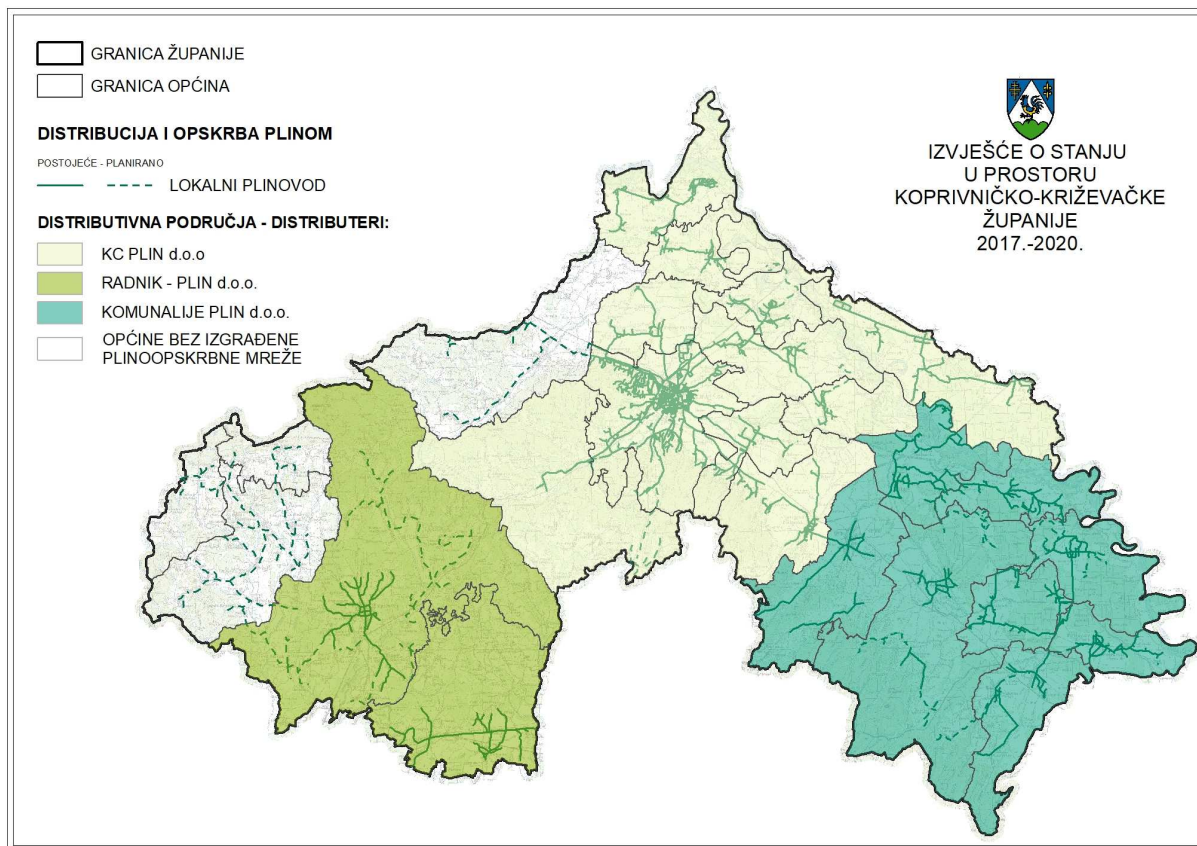 GRANICA ŽUPANIJE
GRANICA OPĆINA
DISTRIBUCIJA I OPSKRBA PLINOM
POSTOJEĆE - PLANIRANO
LOKALNI PLINOVOD
DISTRIBUTIVNA PODRUČJA - DISTRIBUTERI:
KC PLIN d.o.o
RADNIK - PLIN d.o.o.
KOMUNALIJE PLIN d.o.o.
OPĆINE BEZ IZGRAĐENE
PLINOOPSKRBNE MREŽE
IZVJEŠĆE O STANJU
U PROSTORU
KOPRIVNIČKO-KRIŽEVAČKE
ŽUPANIJE
2017.-2020.